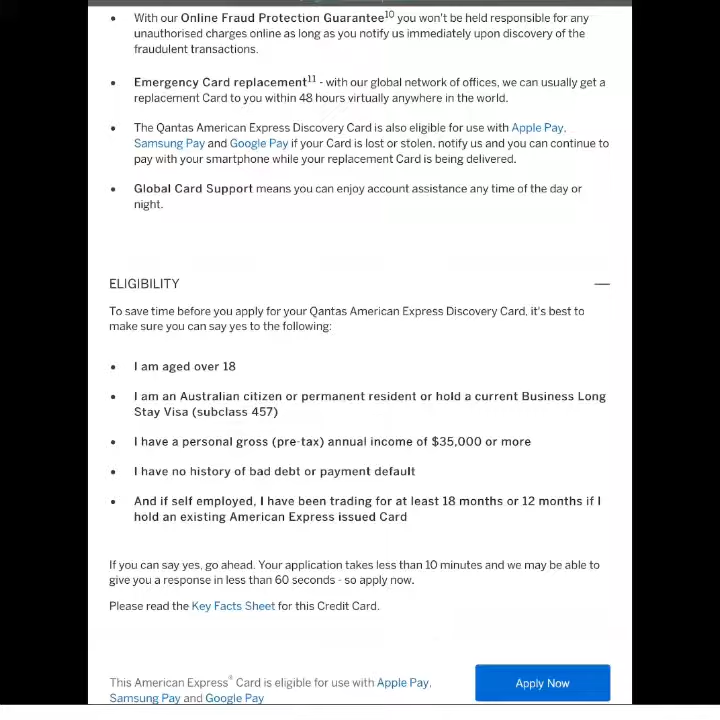 • With our Online Fraud Protection Guarantee10 you won't be held responsible for any
unauthorised charges online as long as you notify us immediately upon discovery of the
fraudulent transactions.
• Emergency Card replacement11 - with our global network of offices, we can usually get a
replacement Card to you within 48 hours virtually anywhere in the world.
• The Qantas American Express Discovery Card is also eligible for use with Apple Pay,
Samsung Pay and Google Pay if your Card is lost or stolen, notify us and you can continue to
pay with your smartphone while your replacement Card is being delivered.
• Global Card Support means you can enjoy account assistance any time of the day or
night.
ELIGIBILITY —
To save time before you apply for your Qantas American Express Discovery Card, it's best to
make sure you can say yes to the following:
• I am aged over 18
• I am an Australian citizen or permanent resident or hold a current Business Long
Stay Visa (subclass 457)
• I have a personal gross (pre-tax) annual income of $35,000 or more
• I have no history of bad debt or payment default
• And if self employed, I have been trading for at least 18 months or 12 months if I
hold an existing American Express issued Card
If you can say yes, go ahead. Your application takes less than 10 minutes and we may be able to
give you a response in less than 60 seconds - so apply now.
Please read the Key Facts Sheet for this Credit Card.
This American Express® Card is eligible for use with Apple Pay,
Samsung Pay and Google Pay
Apply Now